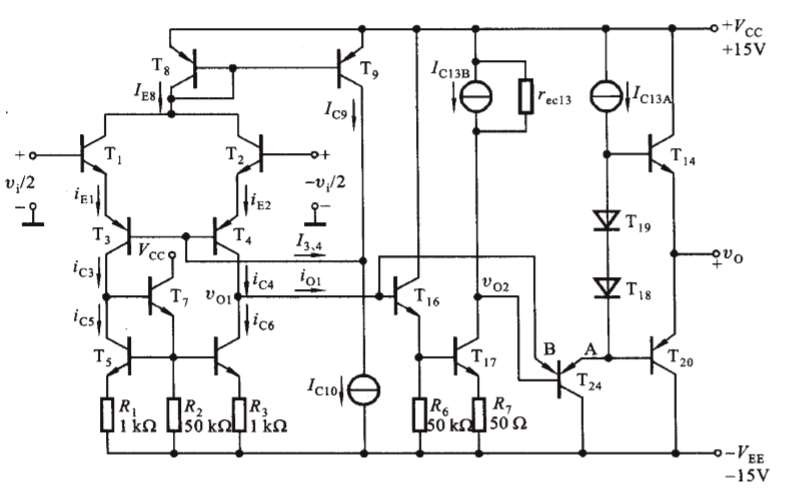 +V_CC
+15V
T_8
T_9
I_E8
I_C9
I_C13B
r_ec13
I_C13A
+
T_1
T_2
+
T_14
v_i/2
-v_i/2
-
-
i_E1
i_E2
T_3
T_4
T_19
V_CC
I_3,4
v_O
+
i_C3
i_C4
i_O1
T_7
v_O1
T_16
v_O2
T_18
i_C5
i_C6
T_5
T_17
B
A
T_20
I_C10
T_24
R_1
1 kΩ
R_2
50 kΩ
R_3
1 kΩ
R_6
50 kΩ
R_7
50 Ω
-V_EE
-15V